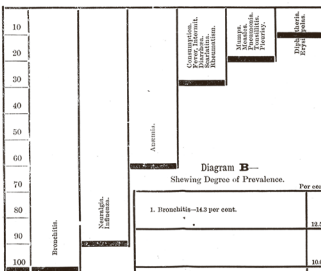 10
20
30
40
50
60
70
80
90
100
Bronchitis.
Neuralgia.
Influenza.
Anæmia.
Consumption.
Fever, Intermit.
Diarrhœa.
Scarlatina.
Rheumatism.
Mumps.
Measles.
Pneumonia.
Tonsillitis.
Pleurisy.
Diphtheria.
Erysipelas.
Diagram B—
Shewing Degree of Prevalence.
Per cen
1. Bronchitis—14.3 per cent.
12.5
10.0